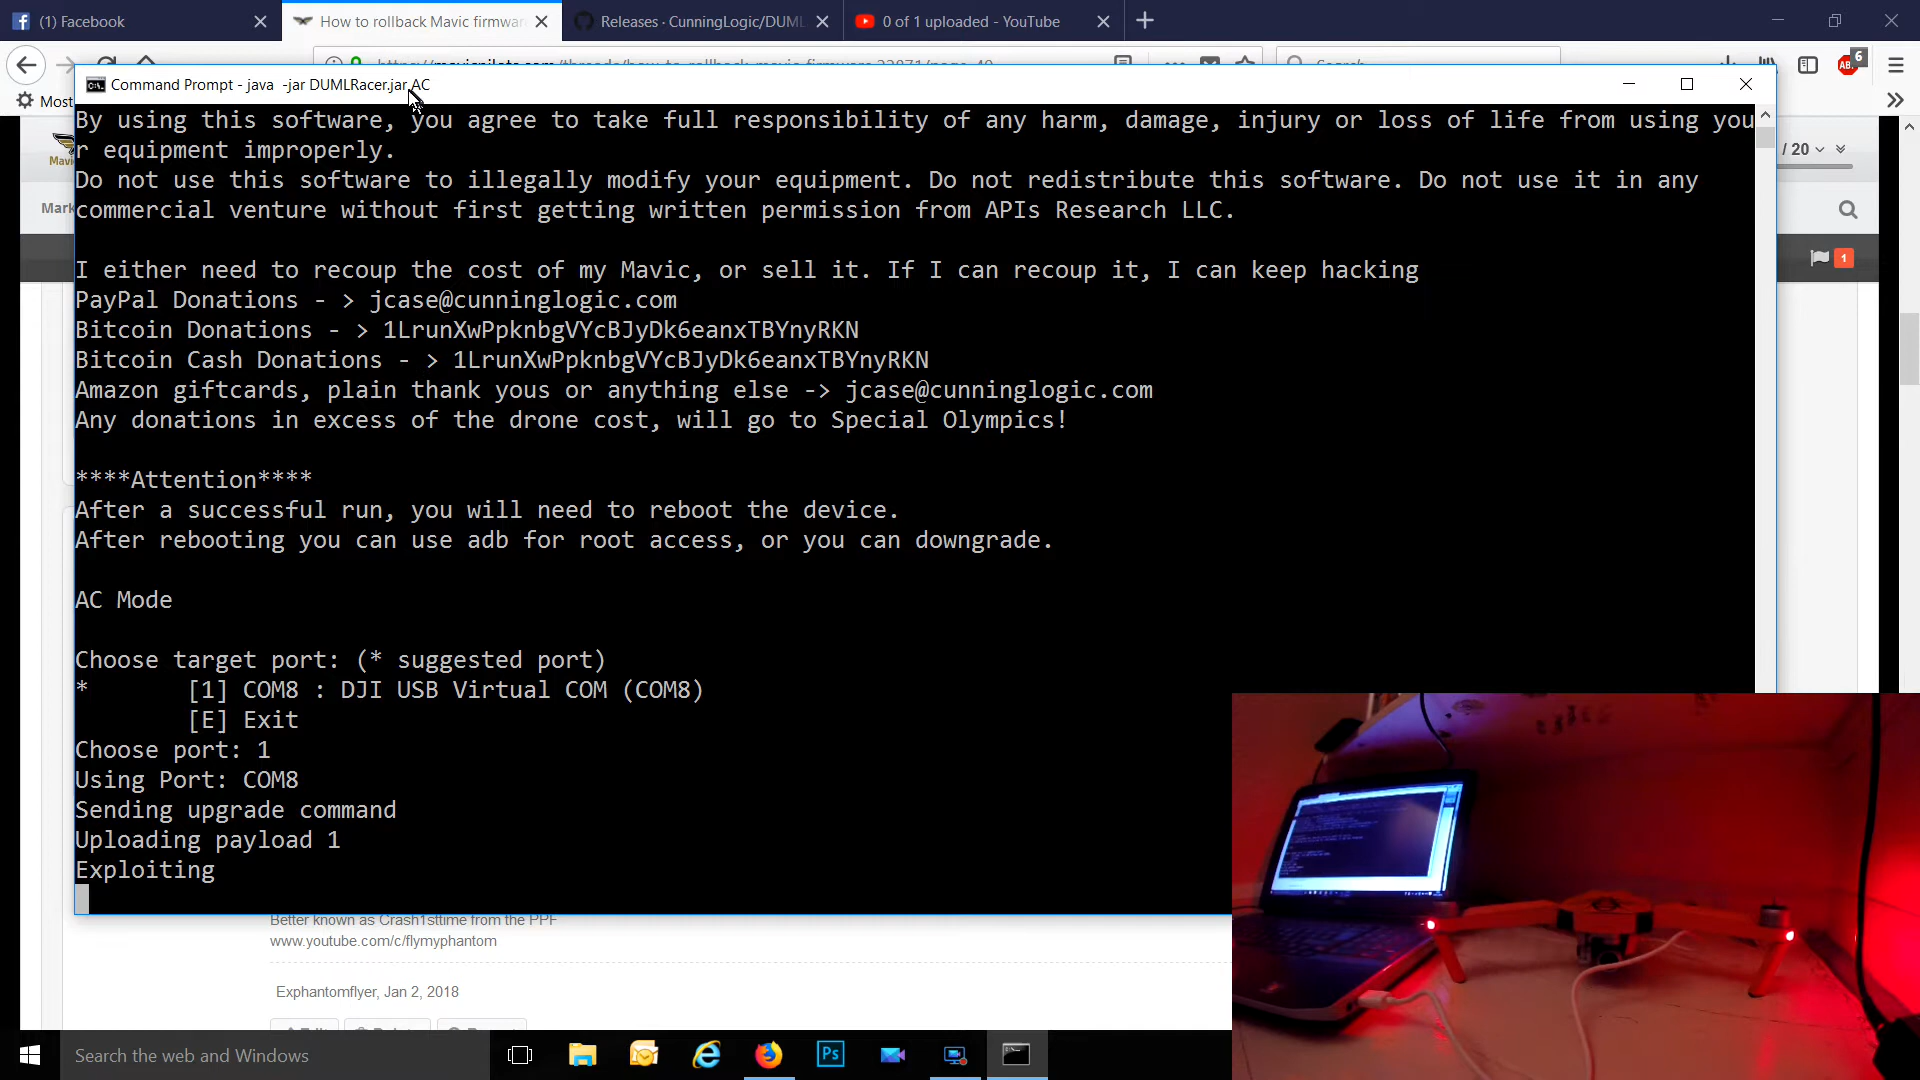 (1) Facebook
How to rollback Mavic firmware
Releases · CunningLogic/DUML
0 of 1 uploaded - YouTube
6
Most
Command Prompt - java -jar DUMLRacer.jar AC
By using this software, you agree to take full responsibility of any harm, damage, injury or loss of life from using you
r equipment improperly.
Do not use this software to illegally modify your equipment. Do not redistribute this software. Do not use it in any
commercial venture without first getting written permission from APIs Research LLC.
I either need to recoup the cost of my Mavic, or sell it. If I can recoup it, I can keep hacking
PayPal Donations - > jcase@cunninglogic.com
Bitcoin Donations - > 1LrunXwPpknbgVYcBJyDk6eanxTBYnyRKN
Bitcoin Cash Donations - > 1LrunXwPpknbgVYcBJyDk6eanxTBYnyRKN
Amazon giftcards, plain thank yous or anything else -> jcase@cunninglogic.com
Any donations in excess of the drone cost, will go to Special Olympics!
****Attention****
After a successful run, you will need to reboot the device.
After rebooting you can use adb for root access, or you can downgrade.
AC Mode
Choose target port: (* suggested port)
* [1] COM8 : DJI USB Virtual COM (COM8)
[E] Exit
Choose port: 1
Using Port: COM8
Sending upgrade command
Uploading payload 1
Exploiting
/ 20
Mark
1
Better known as Crash1sttime from the PPF
www.youtube.com/c/flymyphantom
Exphantomflyer, Jan 2, 2018
Search the web and Windows
Ps